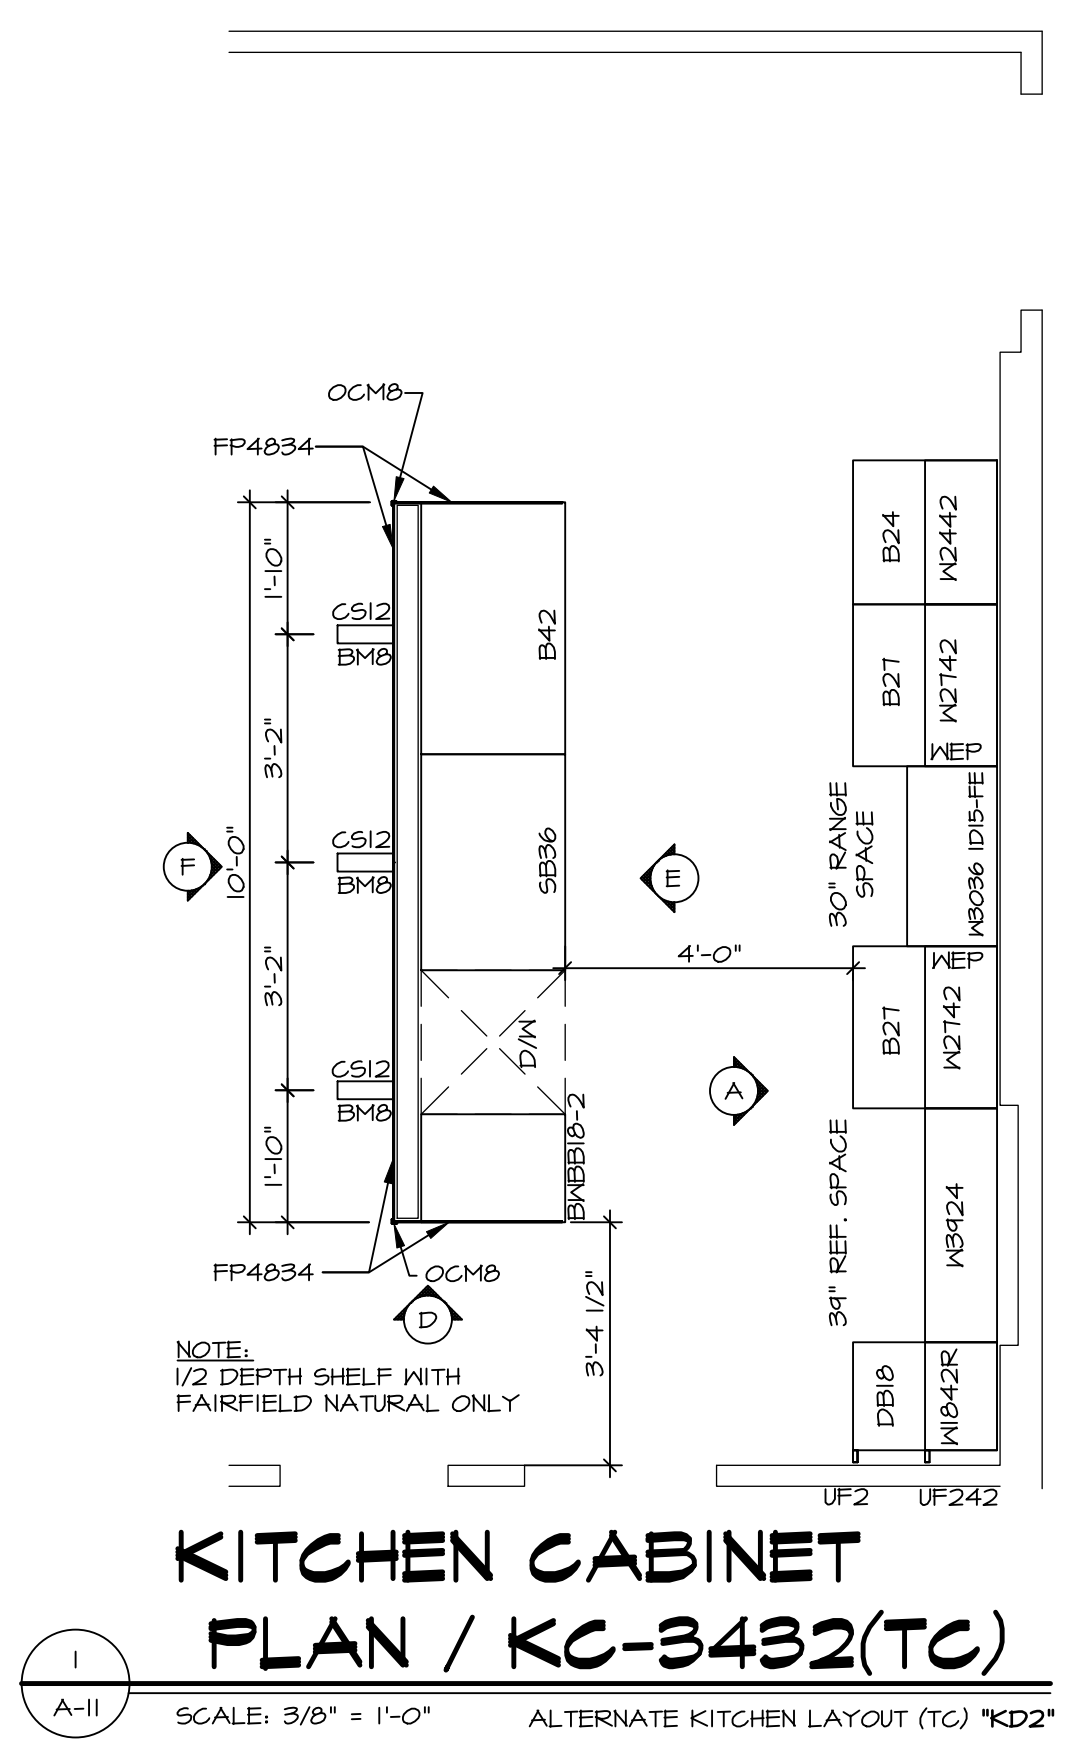 OCM8
FP4834
1'-10"
CS12
BM8
B42
3'-2"
F
10'-0"
CS12
BM8
SB36
E
3'-2"
4'-0"
D/W
CS12
BM8
A
1'-10"
BWBB18-2
FP4834
OCM8
D
3'-4 1/2"
B24
W2442
B27
W2742
WEP
30" RANGE
SPACE
W3036 ID15-FE
WEP
B27
W2742
39" REF. SPACE
W3924
DB18
W1842R
UF2
UF242
NOTE:
1/2 DEPTH SHELF WITH
FAIRFIELD NATURAL ONLY
KITCHEN CABINET
PLAN / KC-3432(TC)
1
A-11
SCALE: 3/8" = 1'-0"
ALTERNATE KITCHEN LAYOUT (TC) "KD2"